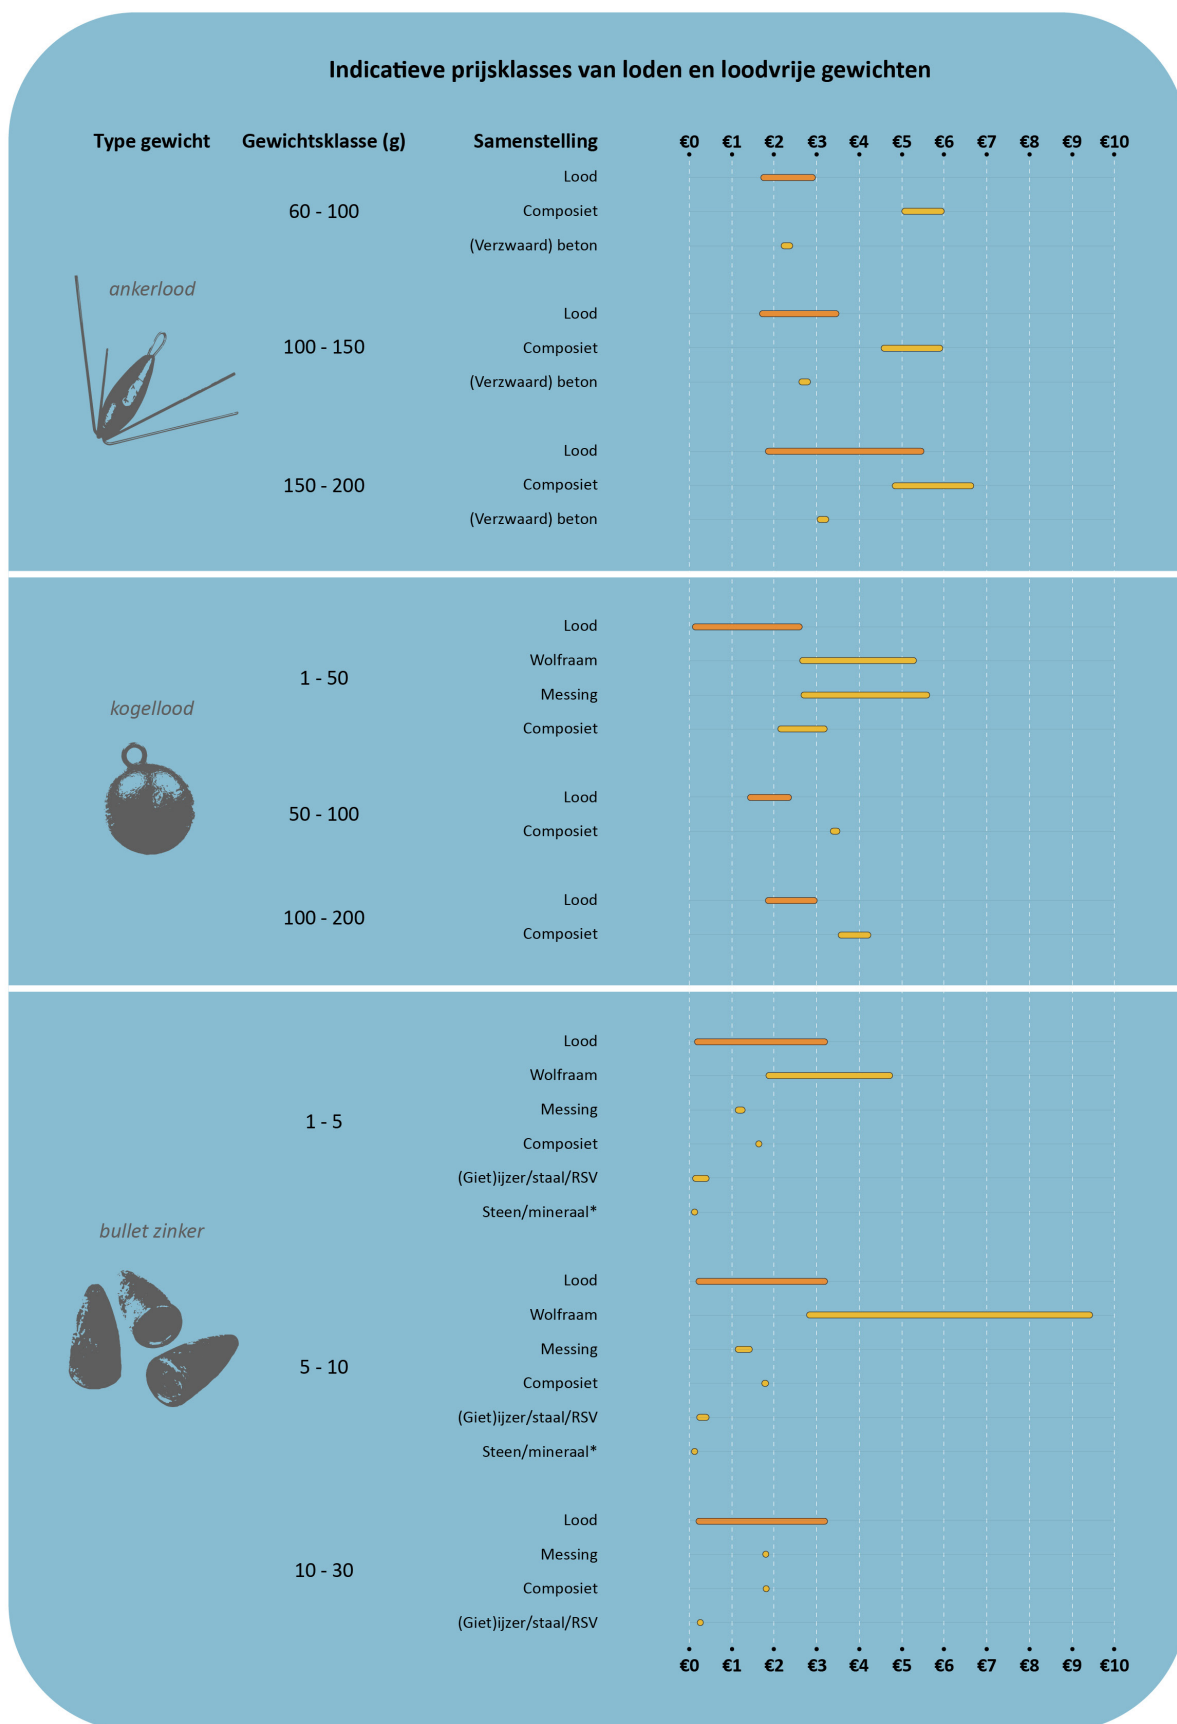 Indicatieve prijsklasses van loden en loodvrije gewichten
Type gewicht Gewichtsklasse (g) Samenstelling €0 €1 €2 €3 €4 €5 €6 €7 €8 €9 €10
Lood
60 - 100 Composiet
(Verzwaard) beton
ankerlood
Lood
100 - 150 Composiet
(Verzwaard) beton
Lood
150 - 200 Composiet
(Verzwaard) beton
Lood
Wolfraam
1 - 50
Messing
kogellood
Composiet
Lood
50 - 100
Composiet
Lood
100 - 200
Composiet
Lood
Wolfraam
Messing
1 - 5
Composiet
(Giet)ijzer/staal/RSV
Steen/mineraal*
bullet zinker
Lood
Wolfraam
Messing
5 - 10
Composiet
(Giet)ijzer/staal/RSV
Steen/mineraal*
Lood
Messing
10 - 30
Composiet
(Giet)ijzer/staal/RSV
€0 €1 €2 €3 €4 €5 €6 €7 €8 €9 €10